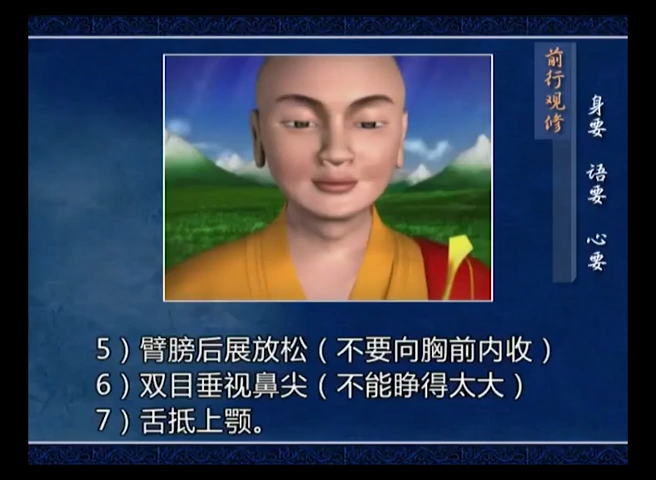 前行观修
身要 语要 心要
5）臂膀后展放松（不要向胸前内收）
6）双目垂视鼻尖（不能睁得太大）
7）舌抵上颚。